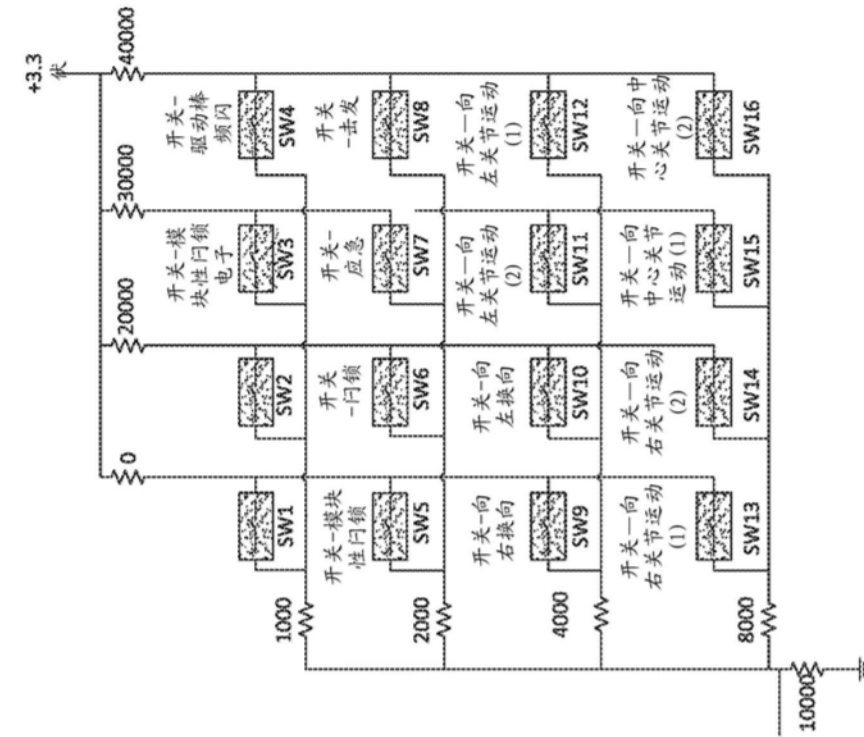 +3.3
伏
40000
30000
20000
0
开关-
驱动棒
频闪
SW4
开关-模
块性闩锁
电子
SW3
SW2
SW1
1000
开关
-击发
SW8
开关-
应急
SW7
开关
-闩锁
SW6
开关-模块
性闩锁
SW5
2000
开关一向
左关节运动
(1)
SW12
开关一向
左关节运动
(2)
SW11
开关-向
左换向
SW10
开关-向
右换向
SW9
4000
开关一向中
心关节运动
(2)
SW16
开关一向
中心关节
运动(1)
SW15
开关一向
右关节运动
(2)
SW14
开关一向
右关节运动
(1)
SW13
8000
10000